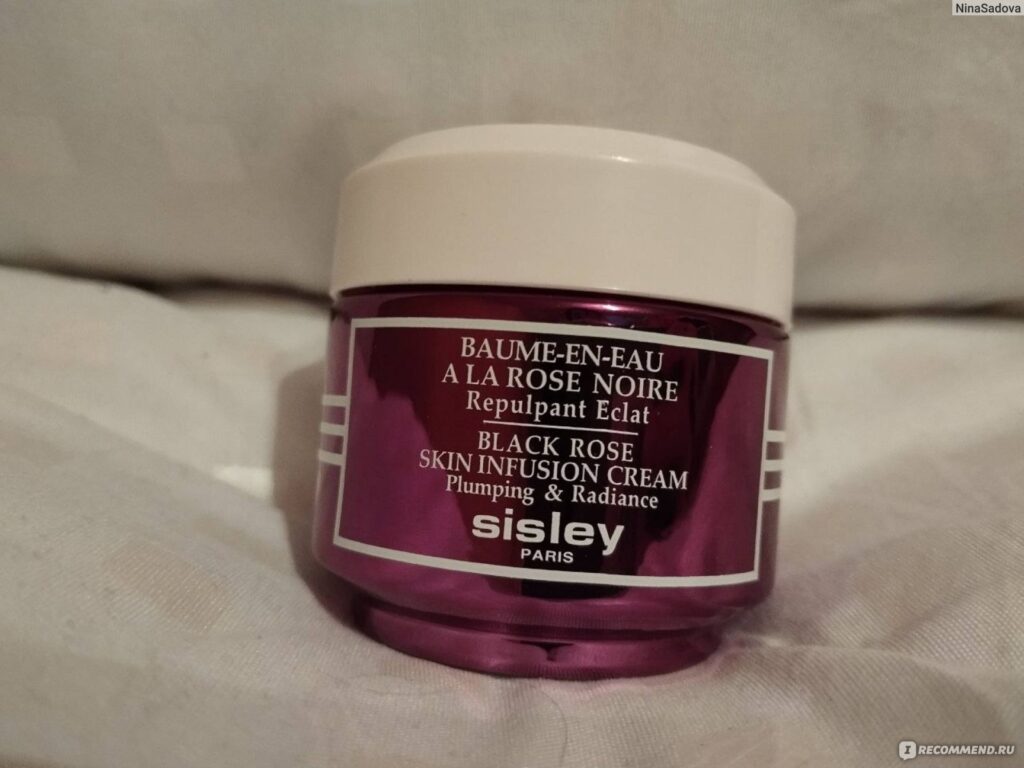 NinaSadova
BAUME-EN-EAU
A LA ROSE NOIRE
Repulpant Eclat
BLACK ROSE
SKIN INFUSION CREAM
Plumping & Radiance
sisley
PARIS
IRECOMMEND.RU